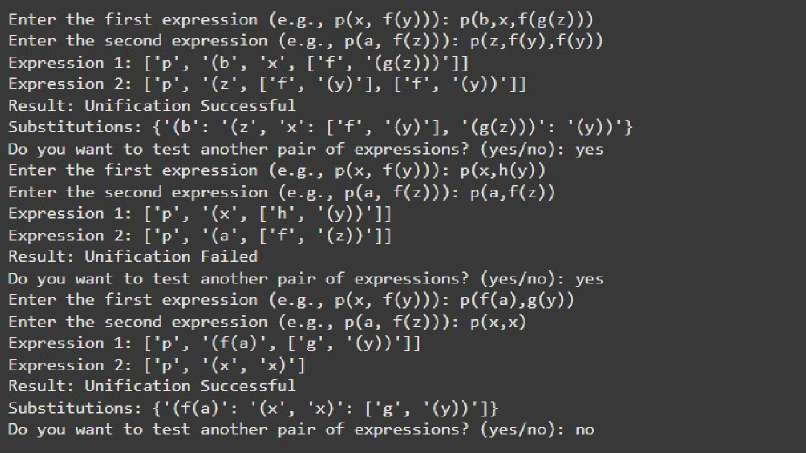 Enter the first expression (e.g., p(x, f(y))): p(b,x,f(g(z)))
Enter the second expression (e.g., p(a, f(z))): p(z,f(y),f(y))
Expression 1: ['p', '(b', 'x', ['f', '(g(z)))']]
Expression 2: ['p', '(z', ['f', '(y)'], ['f', '(y))']]
Result: Unification Successful
Substitutions: {'(b': '(z', 'x': ['f', '(y)'], '(g(z)))': '(y))'}
Do you want to test another pair of expressions? (yes/no): yes
Enter the first expression (e.g., p(x, f(y))): p(x,h(y))
Enter the second expression (e.g., p(a, f(z))): p(a,f(z))
Expression 1: ['p', '(x', ['h', '(y))']]
Expression 2: ['p', '(a', ['f', '(z))']]
Result: Unification Failed
Do you want to test another pair of expressions? (yes/no): yes
Enter the first expression (e.g., p(x, f(y))): p(f(a),g(y))
Enter the second expression (e.g., p(a, f(z))): p(x,x)
Expression 1: ['p', '(f(a)', ['g', '(y))']]
Expression 2: ['p', '(x', 'x)']
Result: Unification Successful
Substitutions: {'(f(a)': '(x', 'x)': ['g', '(y))']}
Do you want to test another pair of expressions? (yes/no): no